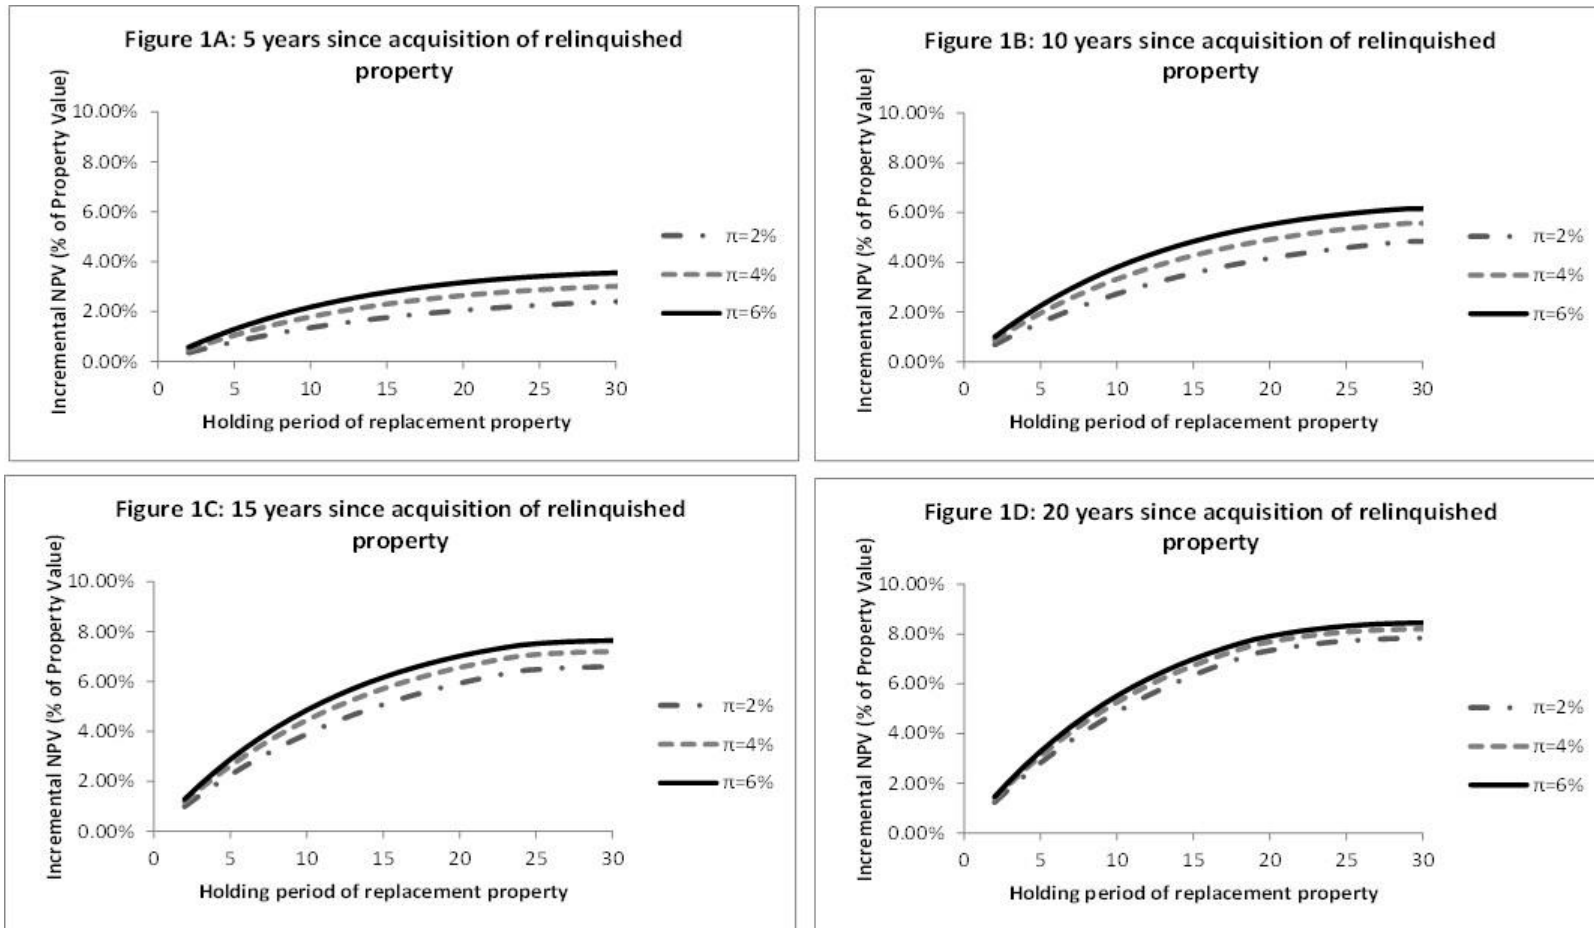 Figure 1A: 5 years since acquisition of relinquished
property
Incremental NPV (% of Property Value)
10.00%
8.00%
6.00%
4.00%
2.00%
0.00%
0 5 10 15 20 25 30
Holding period of replacement property
π=2%
π=4%
π=6%
Figure 1B: 10 years since acquisition of relinquished
property
Incremental NPV (% of Property Value)
10.00%
8.00%
6.00%
4.00%
2.00%
0.00%
0 5 10 15 20 25 30
Holding period of replacement property
π=2%
π=4%
π=6%
Figure 1C: 15 years since acquisition of relinquished
property
Incremental NPV (% of Property Value)
10.00%
8.00%
6.00%
4.00%
2.00%
0.00%
0 5 10 15 20 25 30
Holding period of replacement property
π=2%
π=4%
π=6%
Figure 1D: 20 years since acquisition of relinquished
property
Incremental NPV (% of Property Value)
10.00%
8.00%
6.00%
4.00%
2.00%
0.00%
0 5 10 15 20 25 30
Holding period of replacement property
π=2%
π=4%
π=6%